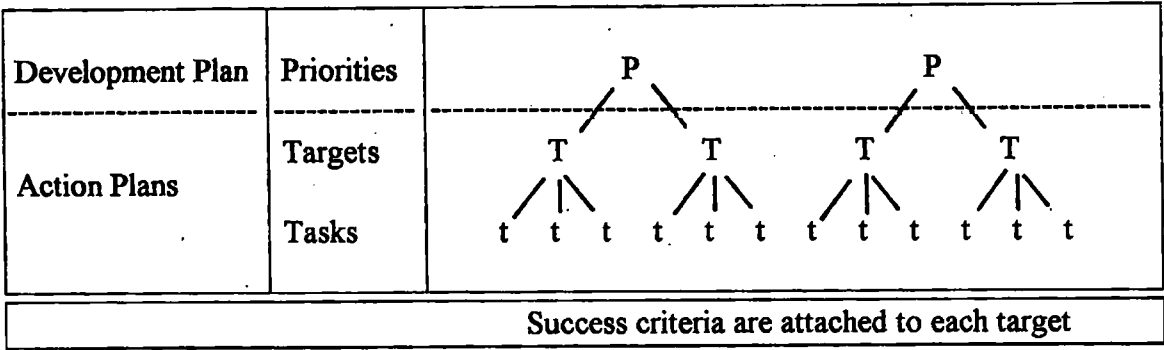 Development Plan Priorities P P
Targets T T T T
Action Plans
Tasks t t t t t t t t t t t t
Success criteria are attached to each target